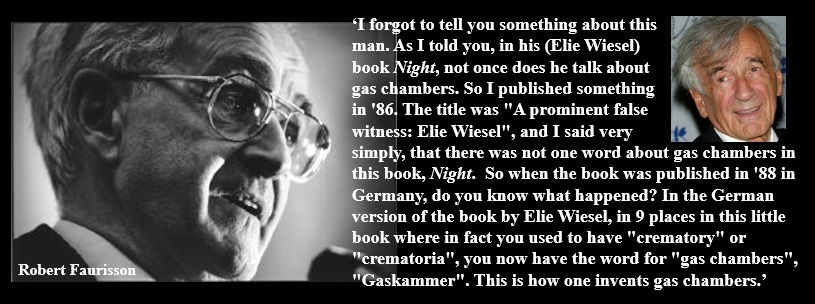 ‘I forgot to tell you something about this
man. As I told you, in his (Elie Wiesel)
book Night, not once does he talk about
gas chambers. So I published something
in '86. The title was "A prominent false
witness: Elie Wiesel", and I said very
simply, that there was not one word about gas chambers in
this book, Night.  So when the book was published in '88 in
Germany, do you know what happened? In the German
version of the book by Elie Wiesel, in 9 places in this little
book where in fact you used to have "crematory" or
"crematoria", you now have the word for "gas chambers",
"Gaskammer". This is how one invents gas chambers.’
Robert Faurisson